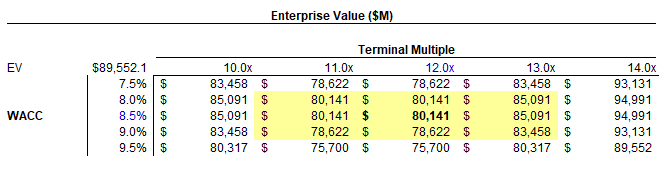 Enterprise Value ($M)
Terminal Multiple
EV $89,552.1 10.0x 11.0x 12.0x 13.0x 14.0x
7.5% $ 83,458 $ 78,622 $ 78,622 $ 83,458 $ 93,131
8.0% $ 85,091 $ 80,141 $ 80,141 $ 85,091 $ 94,991
WACC 8.5% $ 85,091 $ 80,141 $ 80,141 $ 85,091 $ 94,991
9.0% $ 83,458 $ 78,622 $ 78,622 $ 83,458 $ 93,131
9.5% $ 80,317 $ 75,700 $ 75,700 $ 80,317 $ 89,552